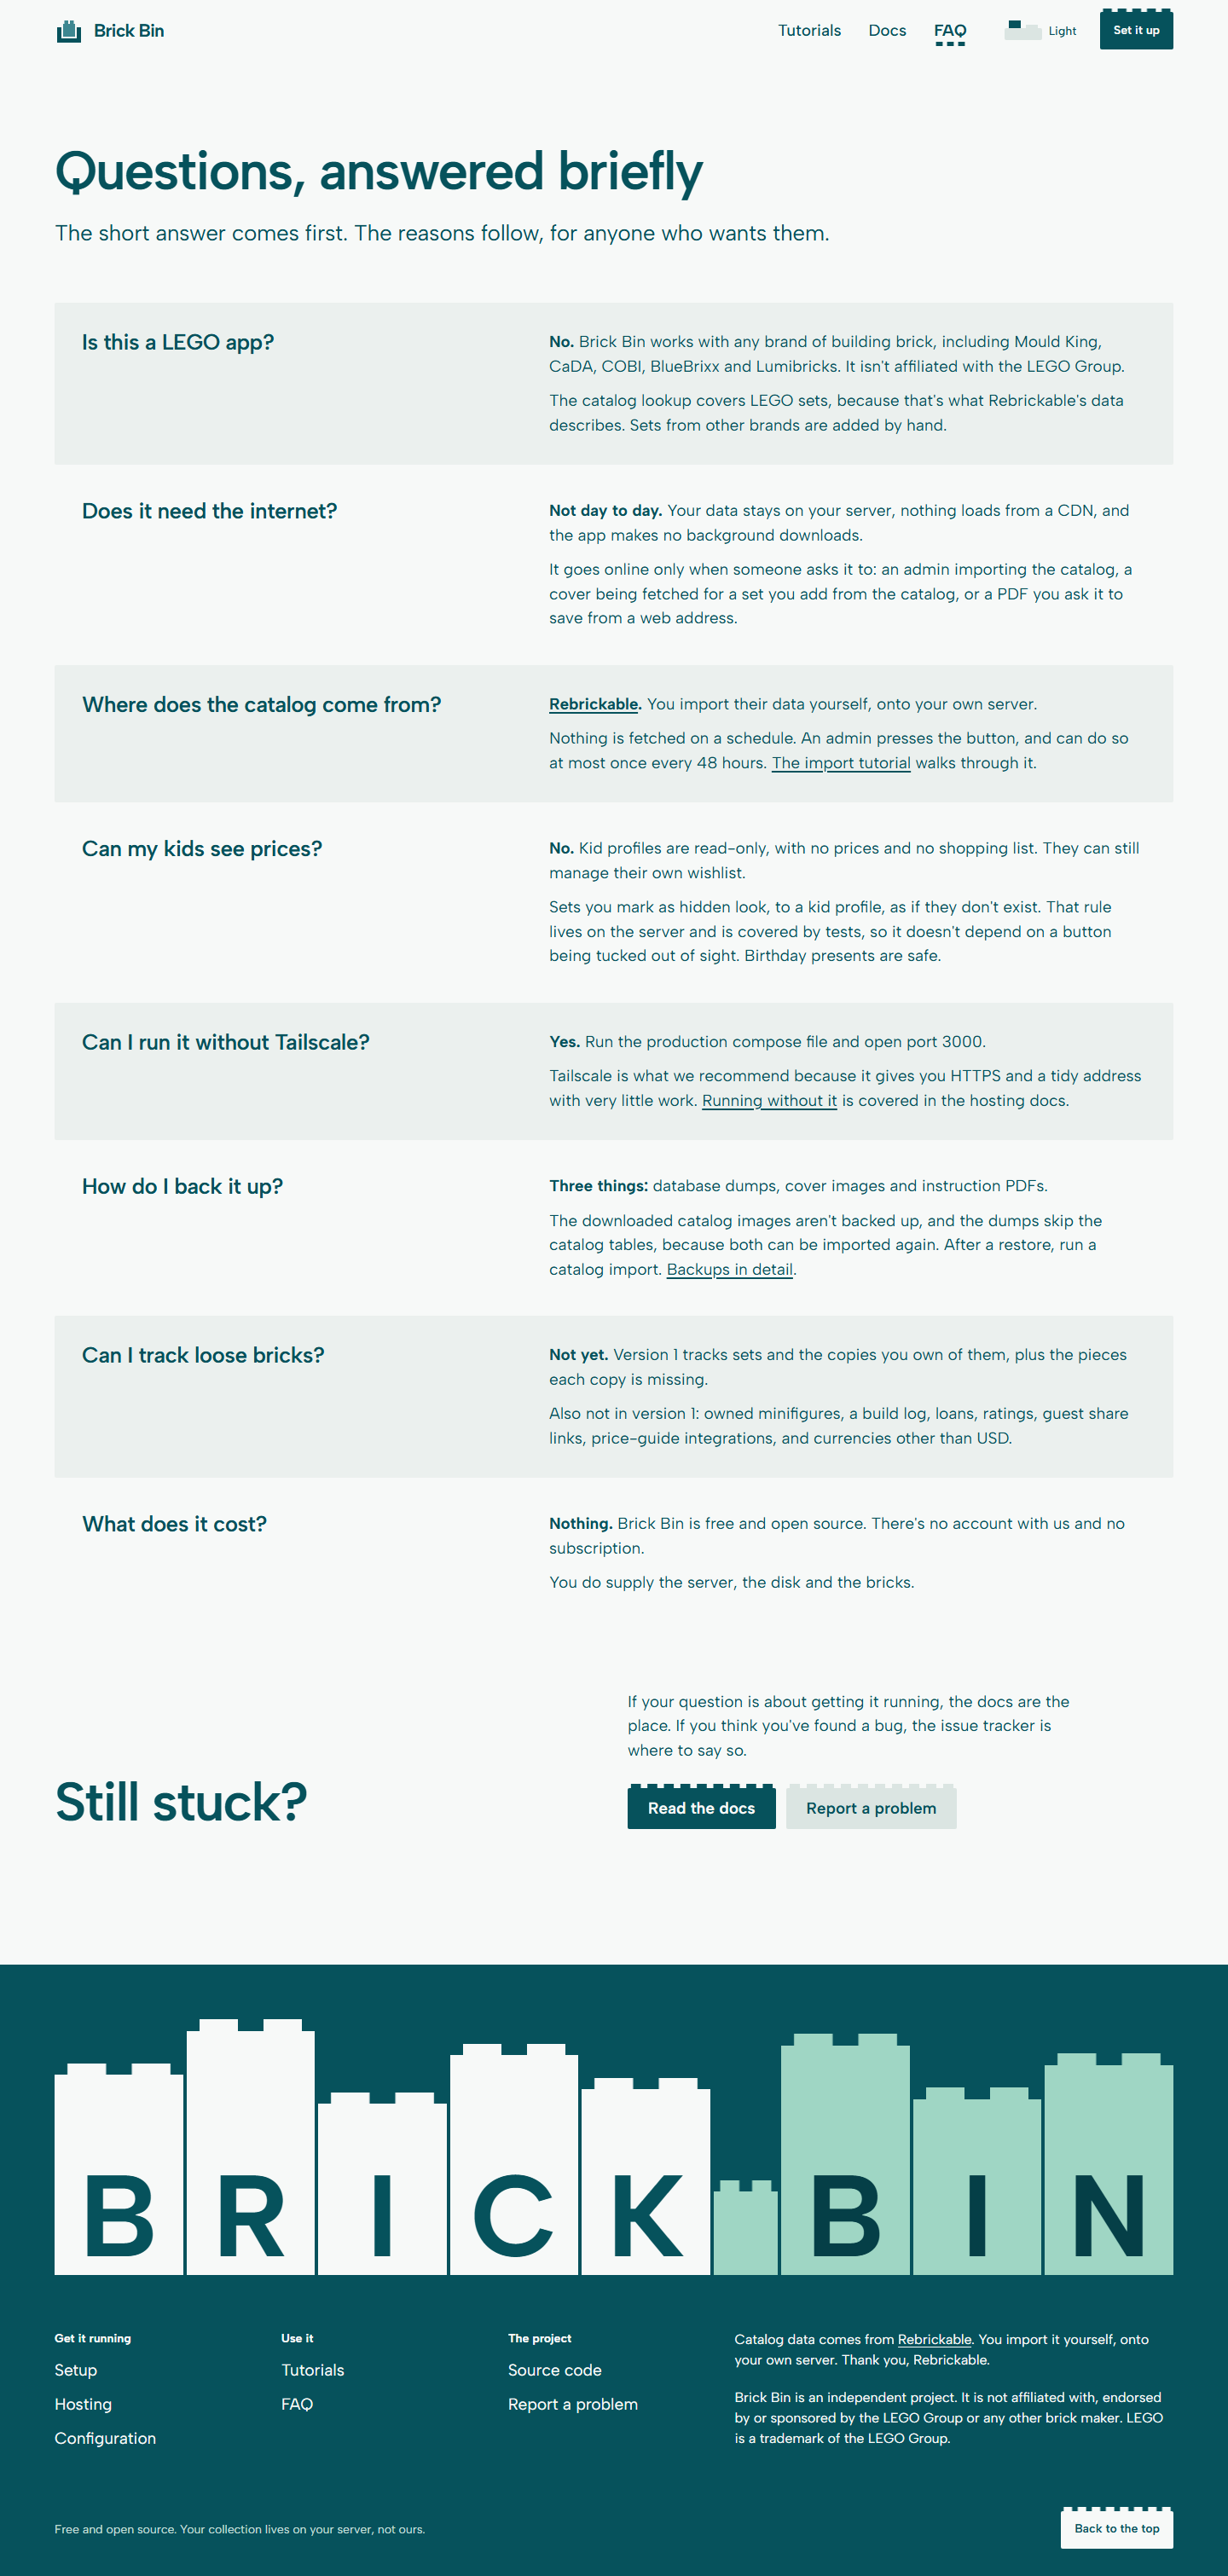 Brick Bin
Tutorials
Docs
FAQ
Light
Set it up
Questions, answered briefly
The short answer comes first. The reasons follow, for anyone who wants them.
Is this a LEGO app?
No. Brick Bin works with any brand of building brick, including Mould King,
CaDA, COBI, BlueBrixx and Lumibricks. It isn't affiliated with the LEGO Group.
The catalog lookup covers LEGO sets, because that's what Rebrickable's data
describes. Sets from other brands are added by hand.
Does it need the internet?
Not day to day. Your data stays on your server, nothing loads from a CDN, and
the app makes no background downloads.
It goes online only when someone asks it to: an admin importing the catalog, a
cover being fetched for a set you add from the catalog, or a PDF you ask it to
save from a web address.
Where does the catalog come from?
Rebrickable. You import their data yourself, onto your own server.
Nothing is fetched on a schedule. An admin presses the button, and can do so
at most once every 48 hours. The import tutorial walks through it.
Can my kids see prices?
No. Kid profiles are read-only, with no prices and no shopping list. They can still
manage their own wishlist.
Sets you mark as hidden look, to a kid profile, as if they don't exist. That rule
lives on the server and is covered by tests, so it doesn't depend on a button
being tucked out of sight. Birthday presents are safe.
Can I run it without Tailscale?
Yes. Run the production compose file and open port 3000.
Tailscale is what we recommend because it gives you HTTPS and a tidy address
with very little work. Running without it is covered in the hosting docs.
How do I back it up?
Three things: database dumps, cover images and instruction PDFs.
The downloaded catalog images aren't backed up, and the dumps skip the
catalog tables, because both can be imported again. After a restore, run a
catalog import. Backups in detail.
Can I track loose bricks?
Not yet. Version 1 tracks sets and the copies you own of them, plus the pieces
each copy is missing.
Also not in version 1: owned minifigures, a build log, loans, ratings, guest share
links, price-guide integrations, and currencies other than USD.
What does it cost?
Nothing. Brick Bin is free and open source. There's no account with us and no
subscription.
You do supply the server, the disk and the bricks.
Still stuck?
If your question is about getting it running, the docs are the
place. If you think you've found a bug, the issue tracker is
where to say so.
Read the docs
Report a problem
BRICK BIN
Get it running
Setup
Hosting
Configuration
Use it
Tutorials
FAQ
The project
Source code
Report a problem
Catalog data comes from Rebrickable. You import it yourself, onto
your own server. Thank you, Rebrickable.
Brick Bin is an independent project. It is not affiliated with, endorsed
by or sponsored by the LEGO Group or any other brick maker. LEGO
is a trademark of the LEGO Group.
Free and open source. Your collection lives on your server, not ours.
Back to the top